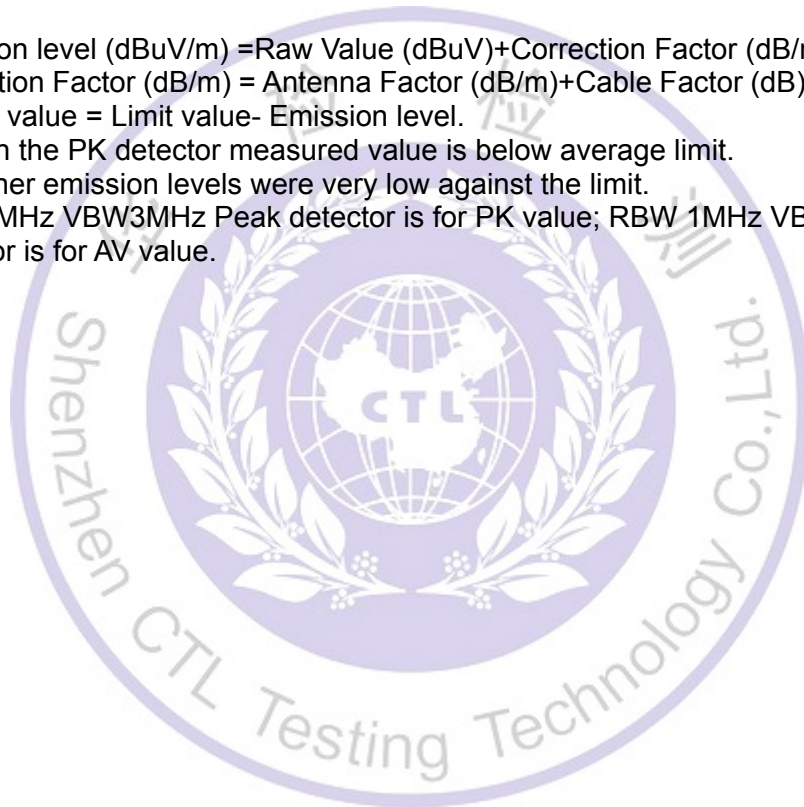 on level (dBuV/m) =Raw Value (dBuV)+Correction Factor (dB/m
tion Factor (dB/m) = Antenna Factor (dB/m)+Cable Factor (dB)
value = Limit value- Emission level.
n the PK detector measured value is below average limit.
her emission levels were very low against the limit.
MHz VBW3MHz Peak detector is for PK value; RBW 1MHz VB
or is for AV value.
检
测
CTL
Shenzhen CTL Testing Technology Co., Ltd.